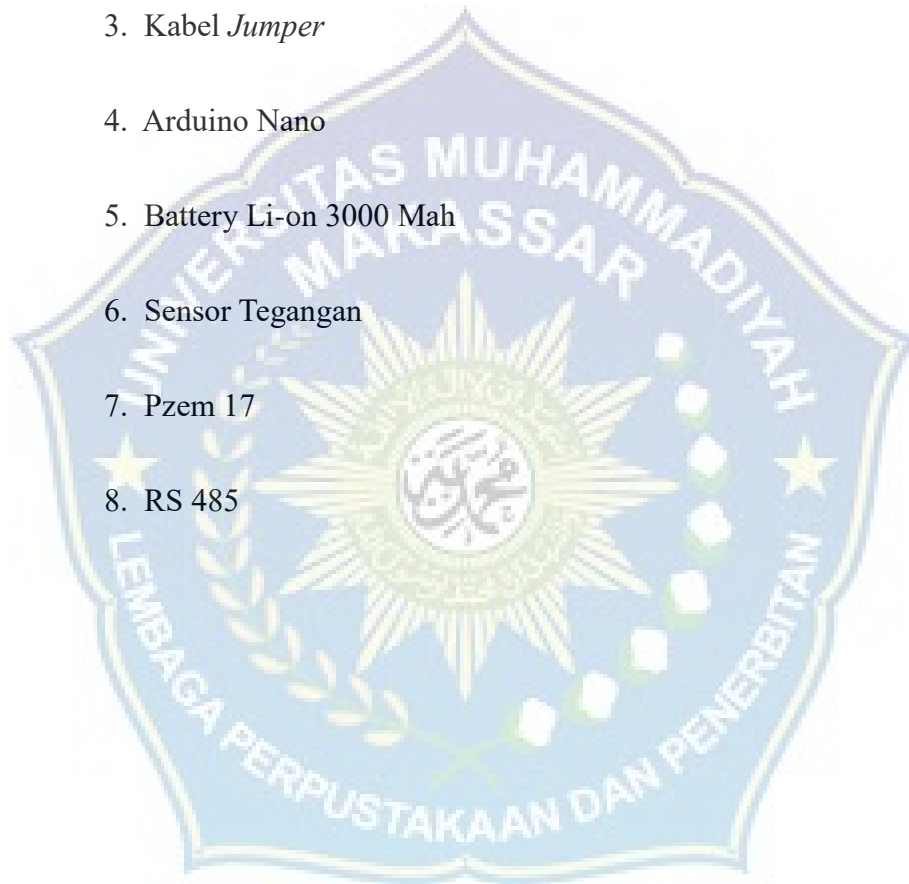 3. Kabel Jumper
4. Arduino Nano
UNIVERSITAS MUHAMMADIYAH
MAKASSAR
5. Battery Li-on 3000 Mah
6. Sensor Tegangan
7. Pzem 17
8. RS 485
LEMBAGA PERPUSTAKAAN DAN PENERBITAN